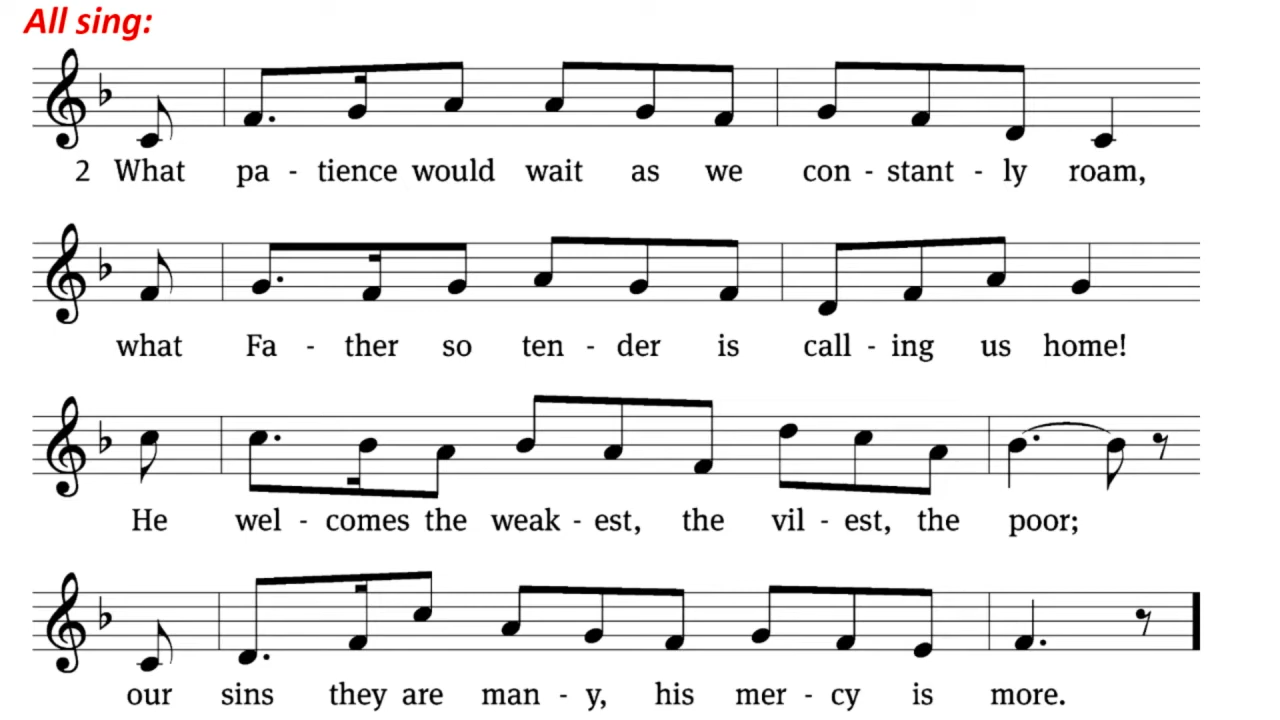 All sing:
2 What pa - tience would wait as we con - stant - ly roam,
what Fa - ther so ten - der is call - ing us home!
He wel - comes the weak - est, the vil - est, the poor;
our sins they are man - y, his mer - cy is more.